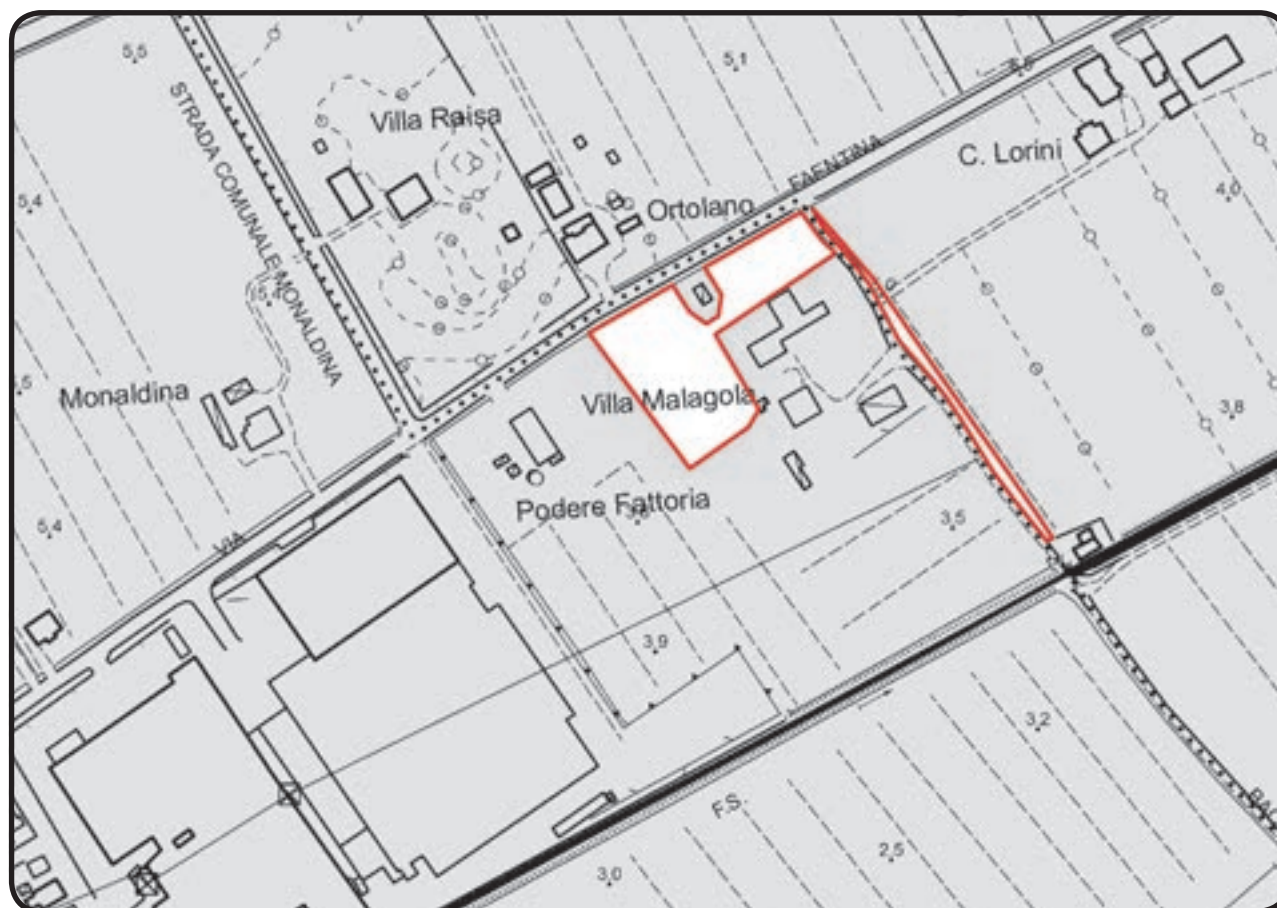 5,5
5,1
STRADA COMUNALE MONALDINA
Villa Raisa
FAENTINA
C. Lorini
5,4
Ortolano
4,0
Monaldina
Villa Malagola
3,8
Podere Fattoria
5,4
3,5
VIA
3,9
3,2
F.S.
2,5
3,0